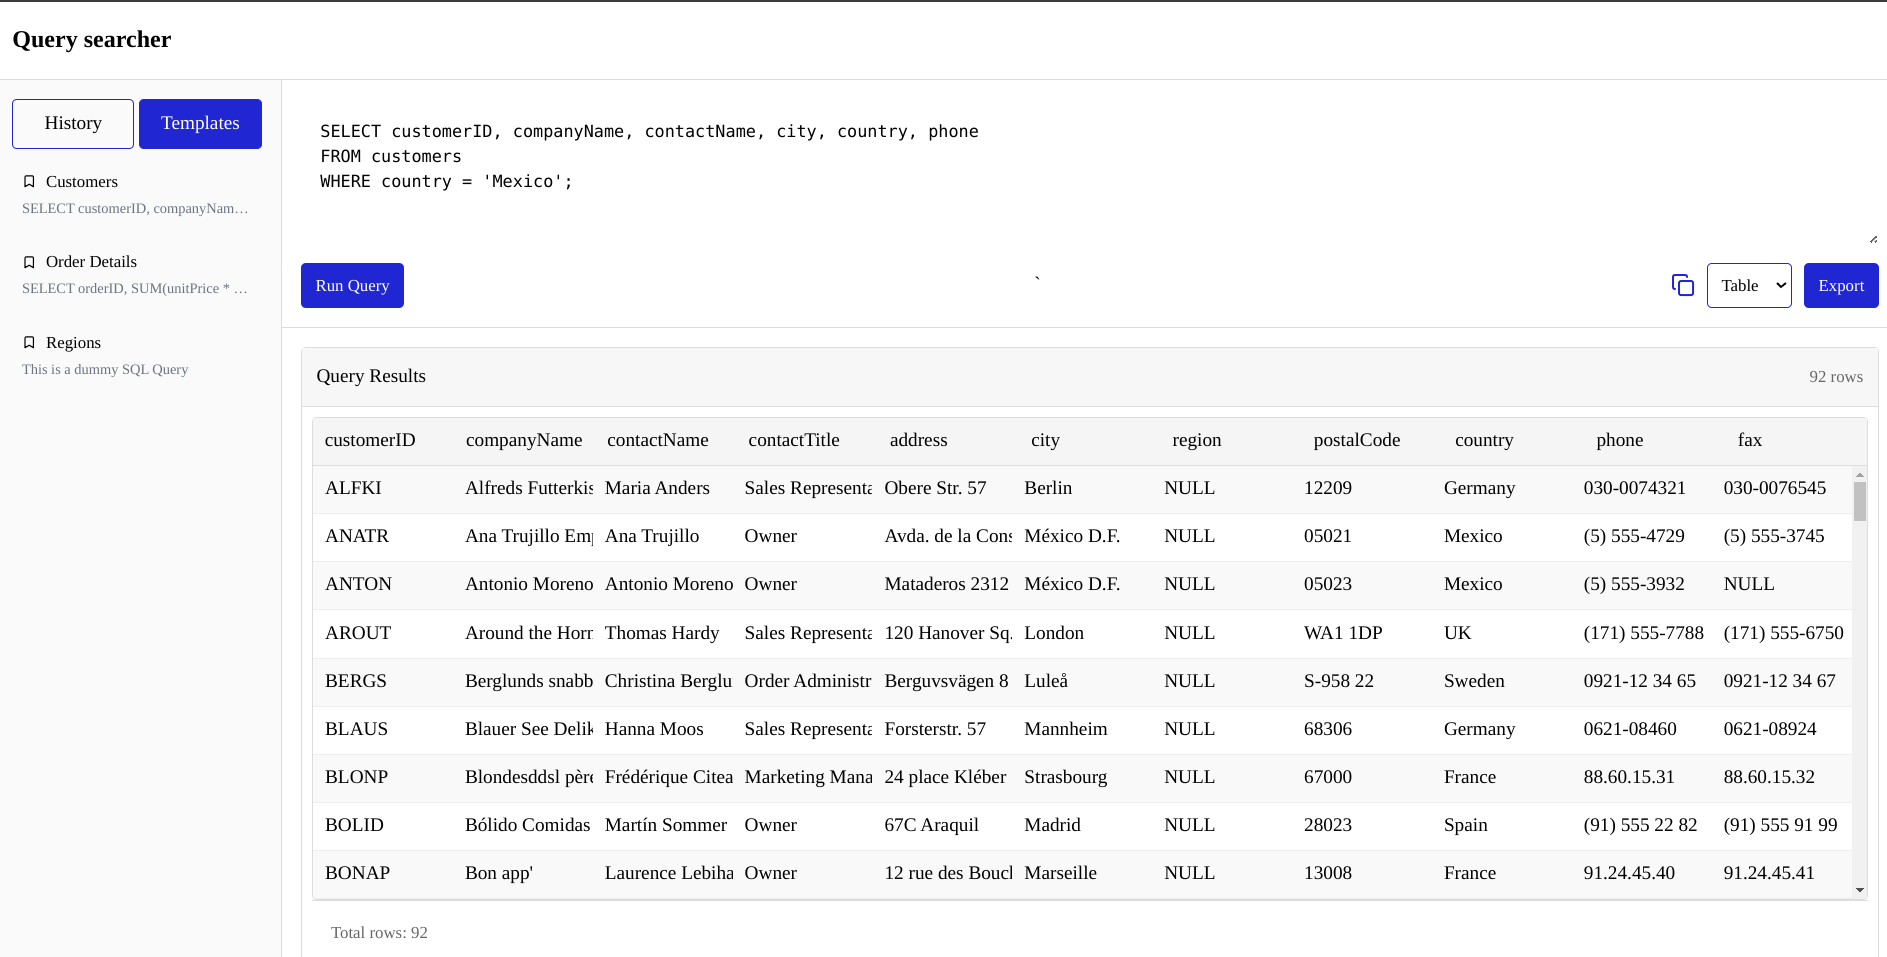 Query searcher
History Templates
Customers
SELECT customerID, companyNam…
Order Details
SELECT orderID, SUM(unitPrice * …
Regions
This is a dummy SQL Query
SELECT customerID, companyName, contactName, city, country, phone
FROM customers
WHERE country = 'Mexico';
Run Query ` Table Export
Query Results 92 rows
customerID companyName contactName contactTitle address city region postalCode country phone fax
ALFKI Alfreds Futterkis Maria Anders Sales Representa Obere Str. 57 Berlin NULL 12209 Germany 030-0074321 030-0076545
ANATR Ana Trujillo Emp Ana Trujillo Owner Avda. de la Cons México D.F. NULL 05021 Mexico (5) 555-4729 (5) 555-3745
ANTON Antonio Moreno Antonio Moreno Owner Mataderos 2312 México D.F. NULL 05023 Mexico (5) 555-3932 NULL
AROUT Around the Horn Thomas Hardy Sales Representa 120 Hanover Sq. London NULL WA1 1DP UK (171) 555-7788 (171) 555-6750
BERGS Berglunds snabb Christina Berglu Order Administr Berguvsvägen 8 Luleå NULL S-958 22 Sweden 0921-12 34 65 0921-12 34 67
BLAUS Blauer See Delik Hanna Moos Sales Representa Forsterstr. 57 Mannheim NULL 68306 Germany 0621-08460 0621-08924
BLONP Blondesddsl père Frédérique Citea Marketing Mana 24 place Kléber Strasbourg NULL 67000 France 88.60.15.31 88.60.15.32
BOLID Bólido Comidas Martín Sommer Owner 67C Araquil Madrid NULL 28023 Spain (91) 555 22 82 (91) 555 91 99
BONAP Bon app' Laurence Lebiha Owner 12 rue des Boucl Marseille NULL 13008 France 91.24.45.40 91.24.45.41
Total rows: 92